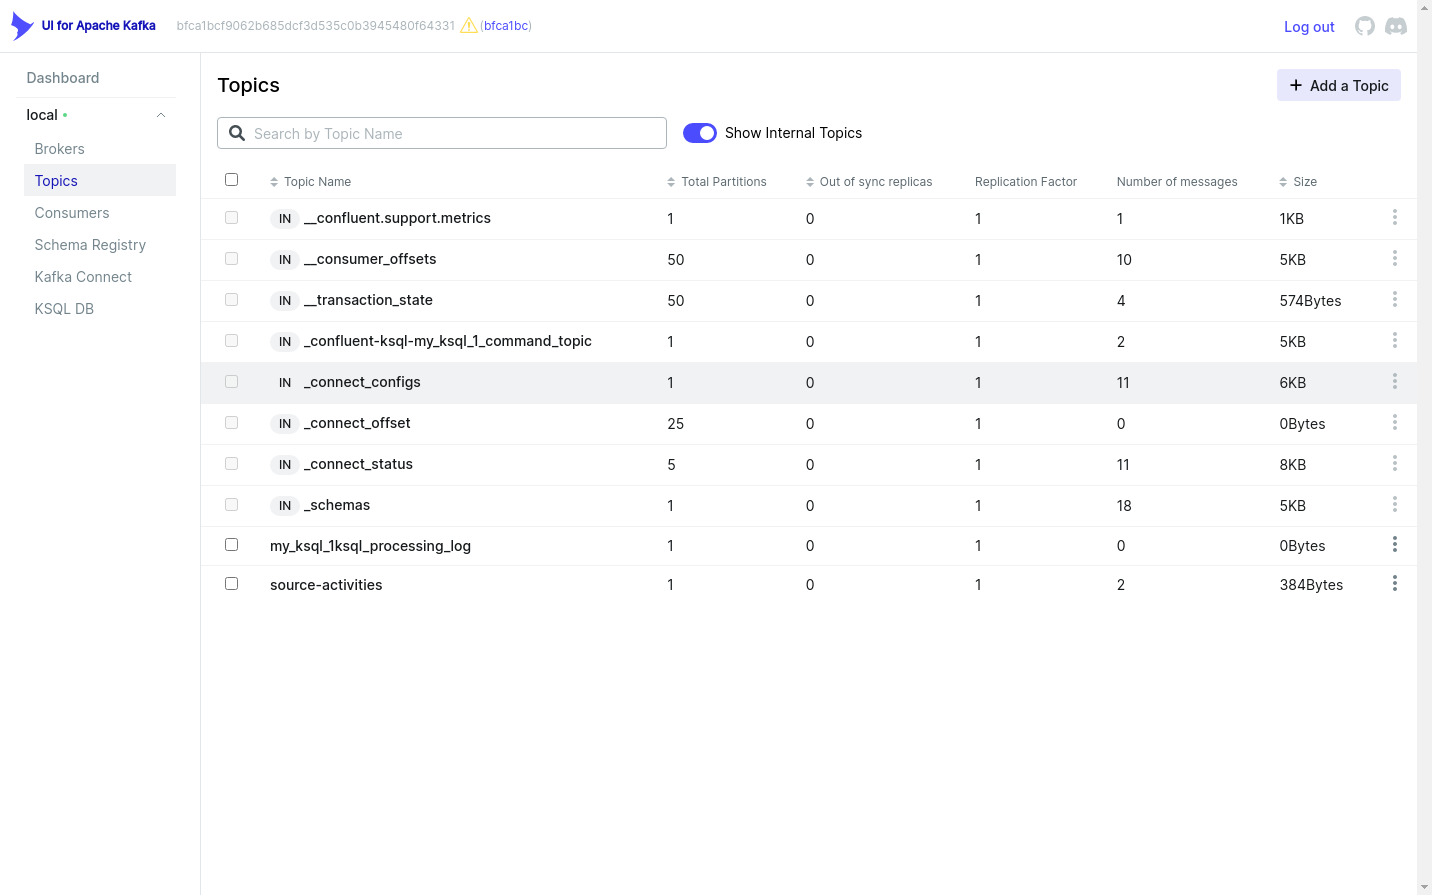 UI for Apache Kafka bfca1bcf9062b685dcf3d535c0b3945480f64331 (bfca1bc) Log out
Dashboard
local
Brokers
Topics
Consumers
Schema Registry
Kafka Connect
KSQL DB
Topics
Add a Topic
Search by Topic Name
Show Internal Topics
Topic Name Total Partitions Out of sync replicas Replication Factor Number of messages Size
IN __confluent.support.metrics 1 0 1 1 1KB
IN __consumer_offsets 50 0 1 10 5KB
IN __transaction_state 50 0 1 4 574Bytes
IN _confluent-ksql-my_ksql_1_command_topic 1 0 1 2 5KB
IN _connect_configs 1 0 1 11 6KB
IN _connect_offset 25 0 1 0 0Bytes
IN _connect_status 5 0 1 11 8KB
IN _schemas 1 0 1 18 5KB
my_ksql_1ksql_processing_log 1 0 1 0 0Bytes
source-activities 1 0 1 2 384Bytes